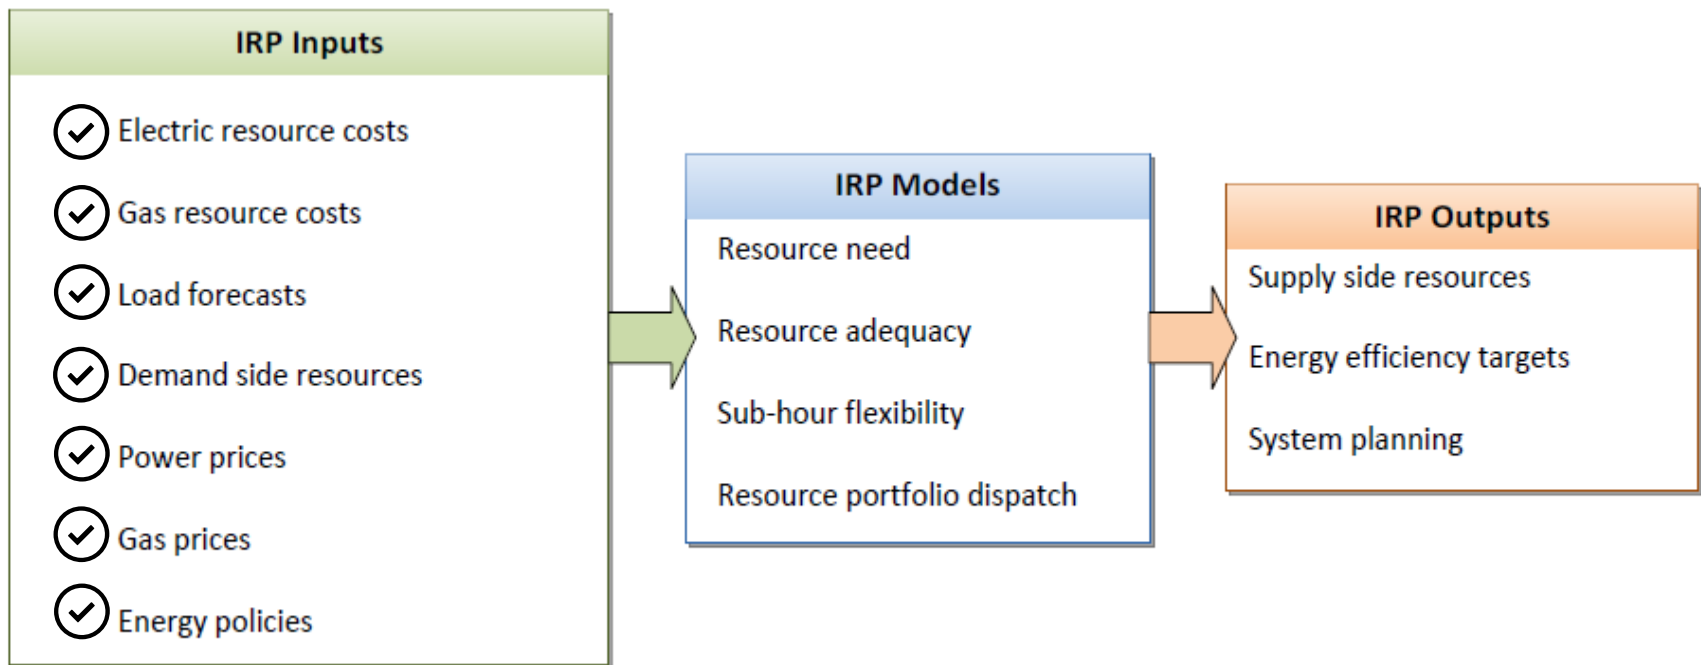 IRP Inputs
Electric resource costs
Gas resource costs
Load forecasts
Demand side resources
Power prices
Gas prices
Energy policies
IRP Models
Resource need
Resource adequacy
Sub-hour flexibility
Resource portfolio dispatch
IRP Outputs
Supply side resources
Energy efficiency targets
System planning